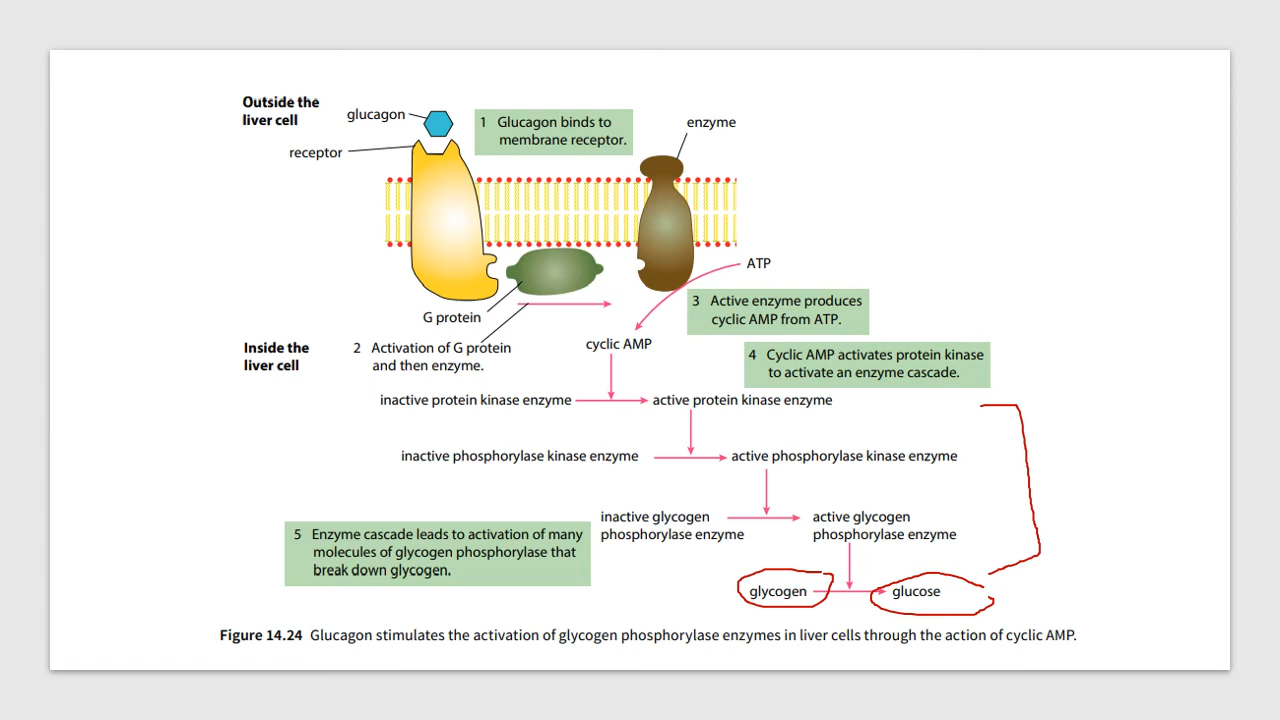 Outside the
liver cell
glucagon
receptor
1 Glucagon binds to
membrane receptor.
enzyme
ATP
G protein
3 Active enzyme produces
cyclic AMP from ATP.
Inside the
liver cell
2 Activation of G protein
and then enzyme.
cyclic AMP
4 Cyclic AMP activates protein kinase
to activate an enzyme cascade.
inactive protein kinase enzyme
active protein kinase enzyme
inactive phosphorylase kinase enzyme
active phosphorylase kinase enzyme
5 Enzyme cascade leads to activation of many
molecules of glycogen phosphorylase that
break down glycogen.
inactive glycogen
phosphorylase enzyme
active glycogen
phosphorylase enzyme
glycogen
glucose
Figure 14.24 Glucagon stimulates the activation of glycogen phosphorylase enzymes in liver cells through the action of cyclic AMP.